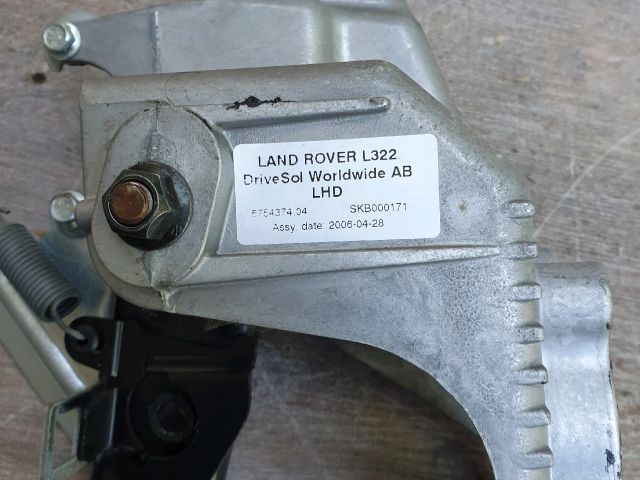 LAND ROVER L322
DriveSol Worldwide AB
LHD
6754374.04 SKB000171
Assy. date: 2006-04-28